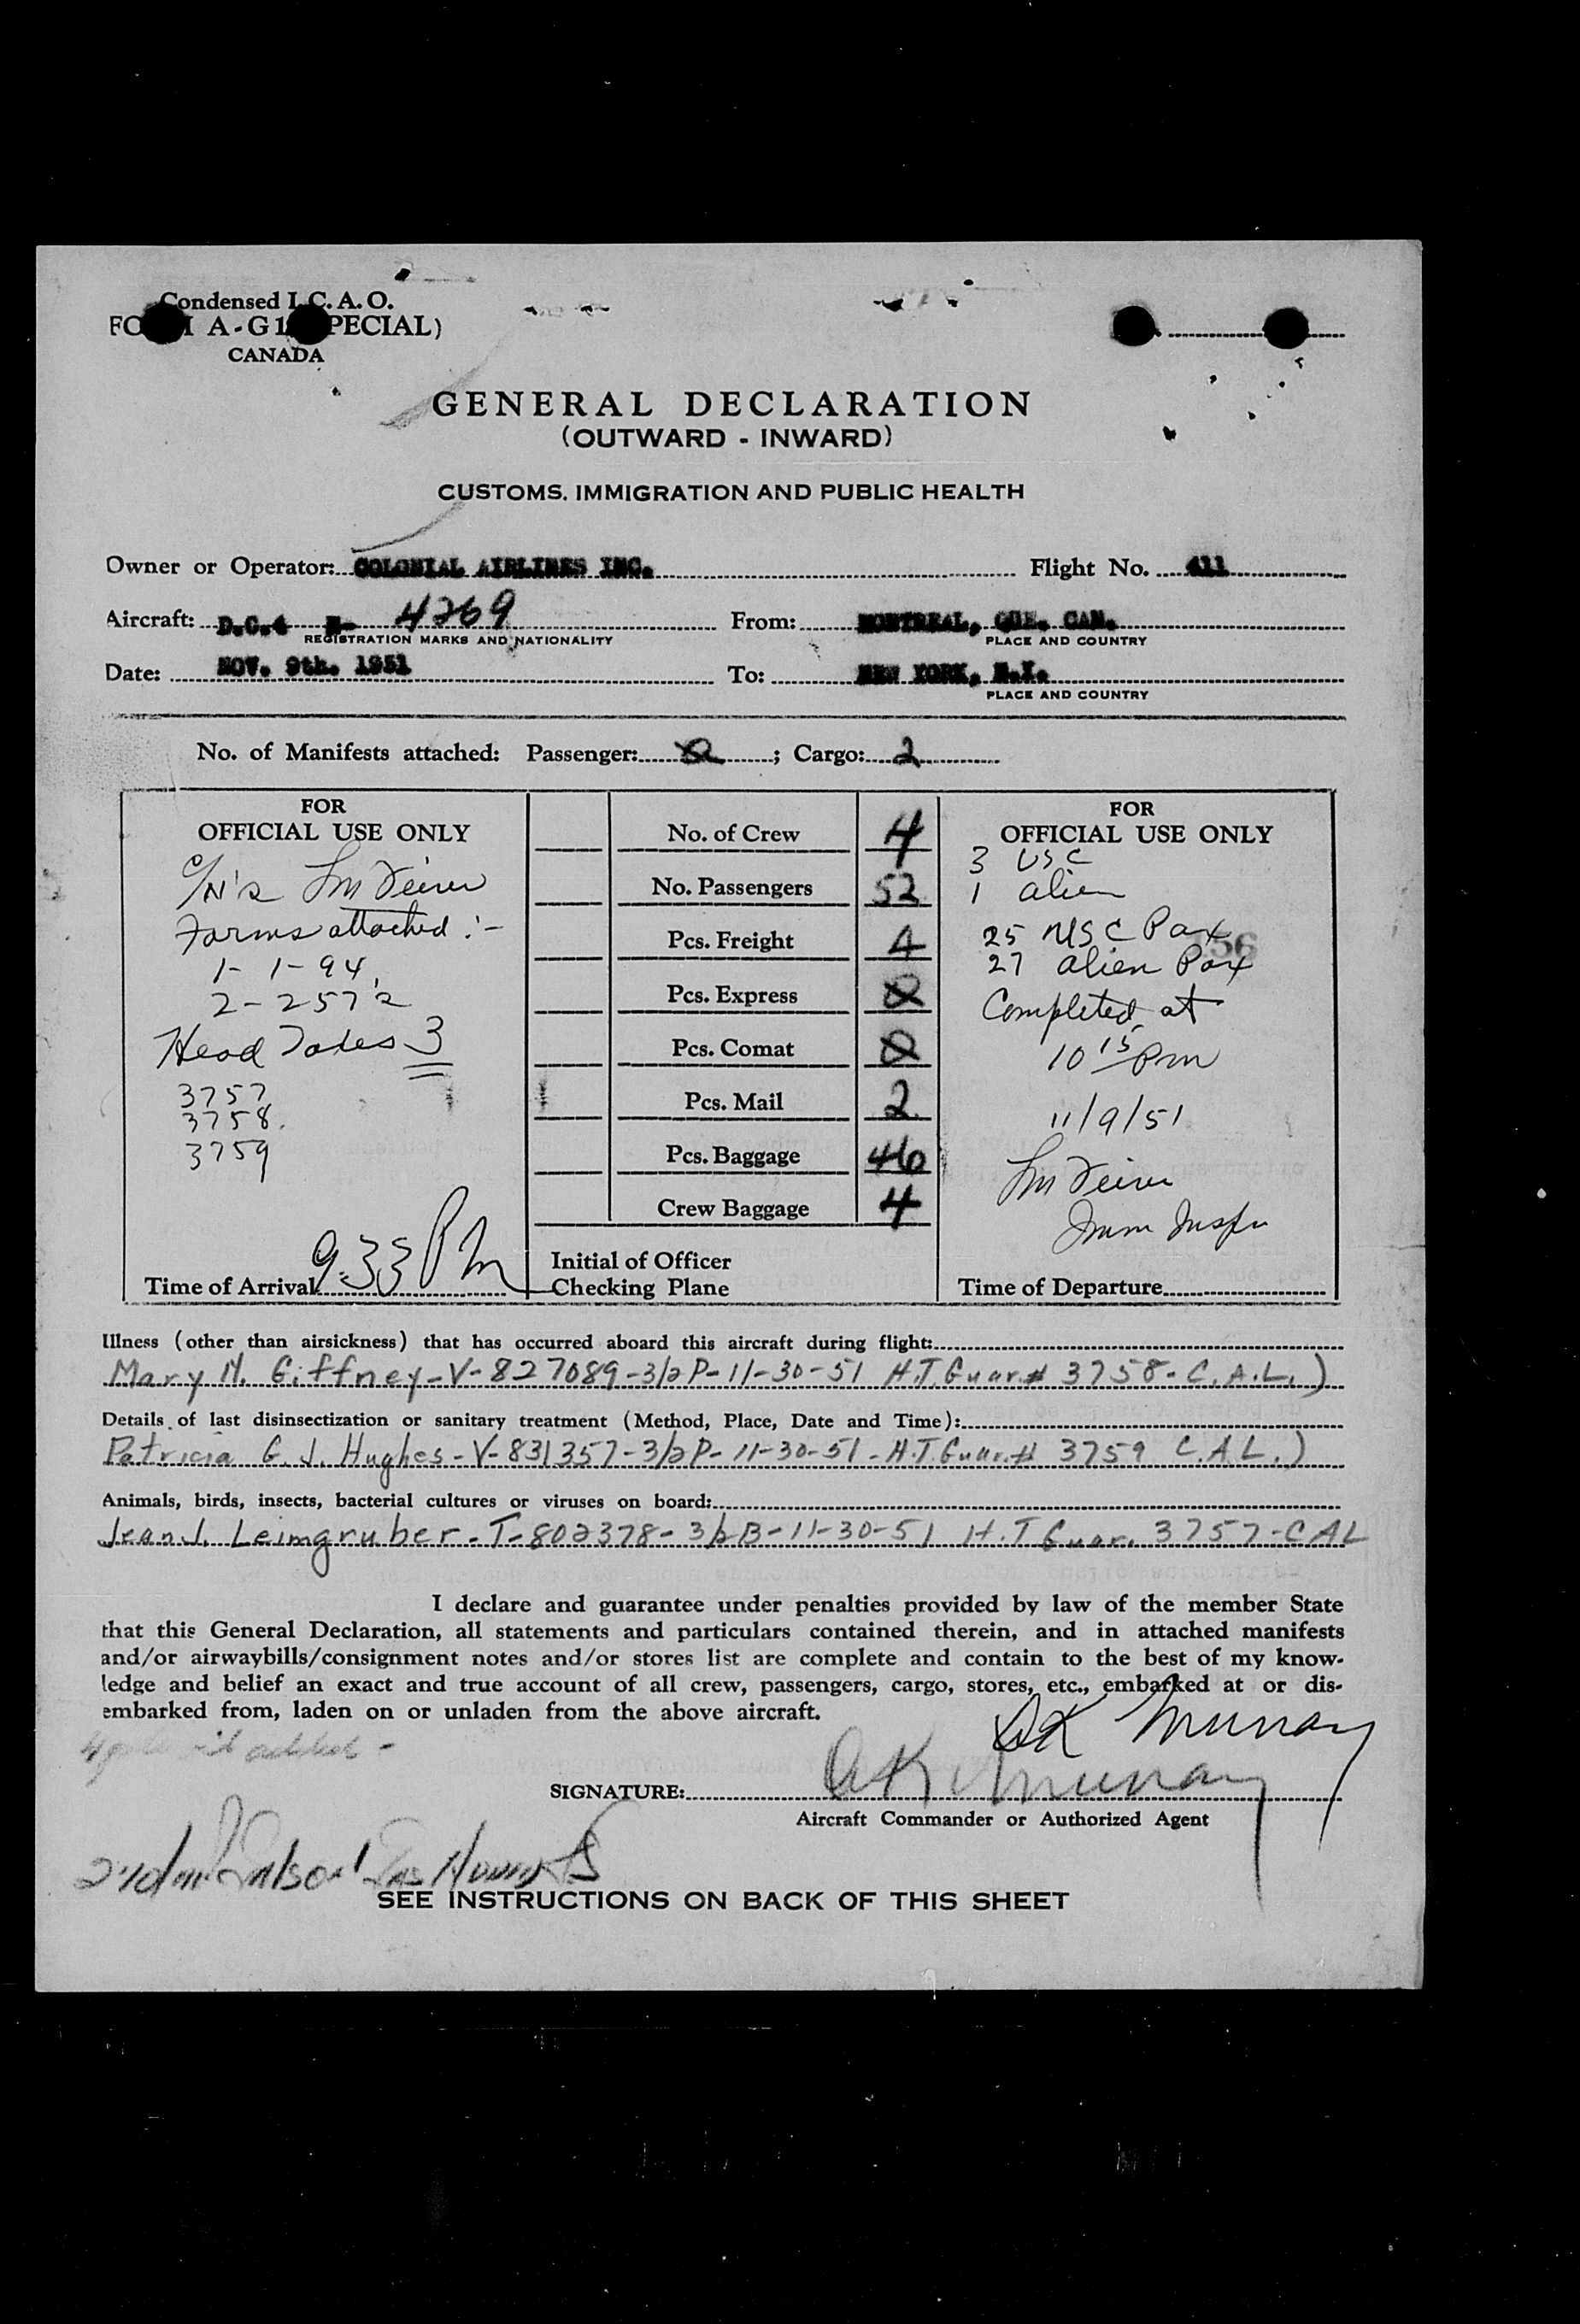 Condensed I.C.A.O.
A-G1 PECIAL)
CANADA
GENERAL DECLARATION
(OUTWARD - INWARD)
CUSTOMS. IMMIGRATION AND PUBLIC HEALTH
Owner or Operator: COLONIAL AIRLINES INC. Flight No. 411
Aircraft: D.C.4 N- 4269 From: MONTREAL, QUE. CAN.
REGISTRATION MARKS AND NATIONALITY PLACE AND COUNTRY
Date: NOV. 9th. 1951 To: NEW YORK, N.Y.
PLACE AND COUNTRY
No. of Manifests attached: Passenger: 0 ; Cargo: 2
FOR
OFFICIAL USE ONLY
Forms attached :-
1- 1-94,
2-257's
Head Taxes 3
3757
3758.
3759
Time of Arrival 9:33 PM
No. of Crew 4
No. Passengers 52
Pcs. Freight 4
Pcs. Express 0
Pcs. Comat 0
Pcs. Mail 2
Pcs. Baggage 46
Crew Baggage 4
Initial of Officer
Checking Plane
FOR
OFFICIAL USE ONLY
3 USC
1 alien
25 USC Pax
56
27 alien Pax
Completed at
10 15 Pm
11/9/51
Imm Inspr
Time of Departure
Illness (other than airsickness) that has occurred aboard this aircraft during flight:
Mary N. Giffney-V-827089-3/2P-11-30-51 H.T.Guar.# 3758-C.A.L.)
Details of last disinsectization or sanitary treatment (Method, Place, Date and Time):
Patricia G.J. Hughes-V-831357-3/2P-11-30-51-H.T.Guar.# 3759 C.A.L.)
Animals, birds, insects, bacterial cultures or viruses on board:
Jean J. Leimgruber-T-802378-3/2B-11-30-51 H.T Guar. 3757-CAL
I declare and guarantee under penalties provided by law of the member State
that this General Declaration, all statements and particulars contained therein, and in attached manifests
and/or airwaybills/consignment notes and/or stores list are complete and contain to the best of my know-
ledge and belief an exact and true account of all crew, passengers, cargo, stores, etc., embarked at or dis-
embarked from, laden on or unladen from the above aircraft.
Murray
SIGNATURE: Murray
Aircraft Commander or Authorized Agent
SEE INSTRUCTIONS ON BACK OF THIS SHEET